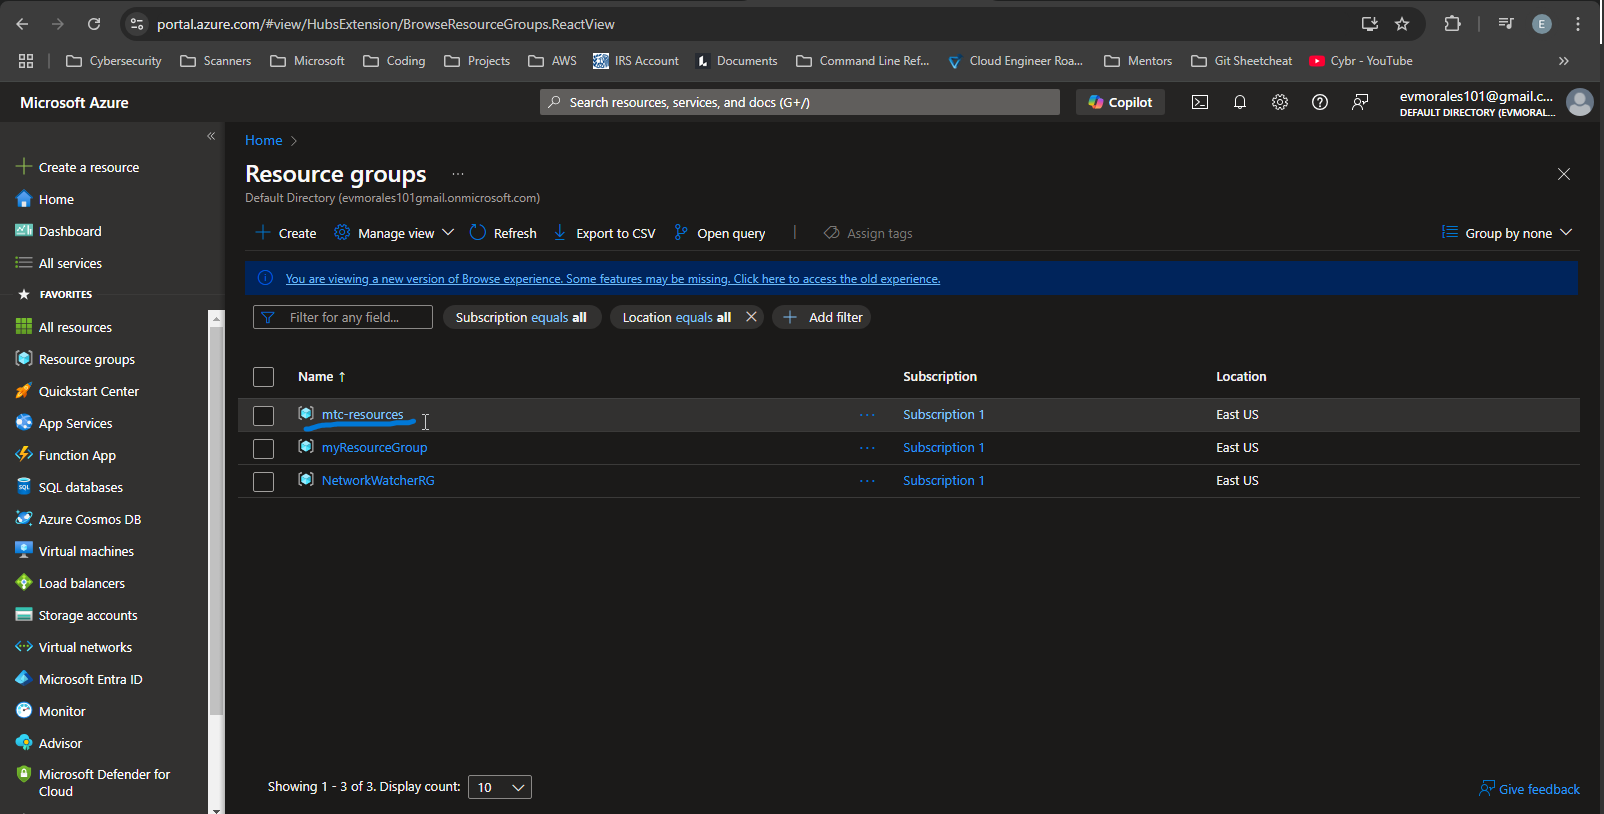 portal.azure.com/#view/HubsExtension/BrowseResourceGroups.ReactView
E
Cybersecurity Scanners Microsoft Coding Projects AWS IRS Account Documents Command Line Ref... Cloud Engineer Roa... Mentors Git Sheetcheat Cybr - YouTube
Microsoft Azure
Search resources, services, and docs (G+/)
Copilot
evmorales101@gmail.c...
DEFAULT DIRECTORY (EVMORAL...
Create a resource
Home
Dashboard
All services
FAVORITES
All resources
Resource groups
Quickstart Center
App Services
Function App
SQL databases
Azure Cosmos DB
Virtual machines
Load balancers
Storage accounts
Virtual networks
Microsoft Entra ID
Monitor
Advisor
Microsoft Defender for
Cloud
Home
Resource groups
Default Directory (evmorales101gmail.onmicrosoft.com)
Create Manage view Refresh Export to CSV Open query Assign tags Group by none
You are viewing a new version of Browse experience. Some features may be missing. Click here to access the old experience.
Filter for any field... Subscription equals all Location equals all Add filter
Name ↑ Subscription Location
mtc-resources Subscription 1 East US
myResourceGroup Subscription 1 East US
NetworkWatcherRG Subscription 1 East US
Showing 1 - 3 of 3. Display count: 10
Give feedback